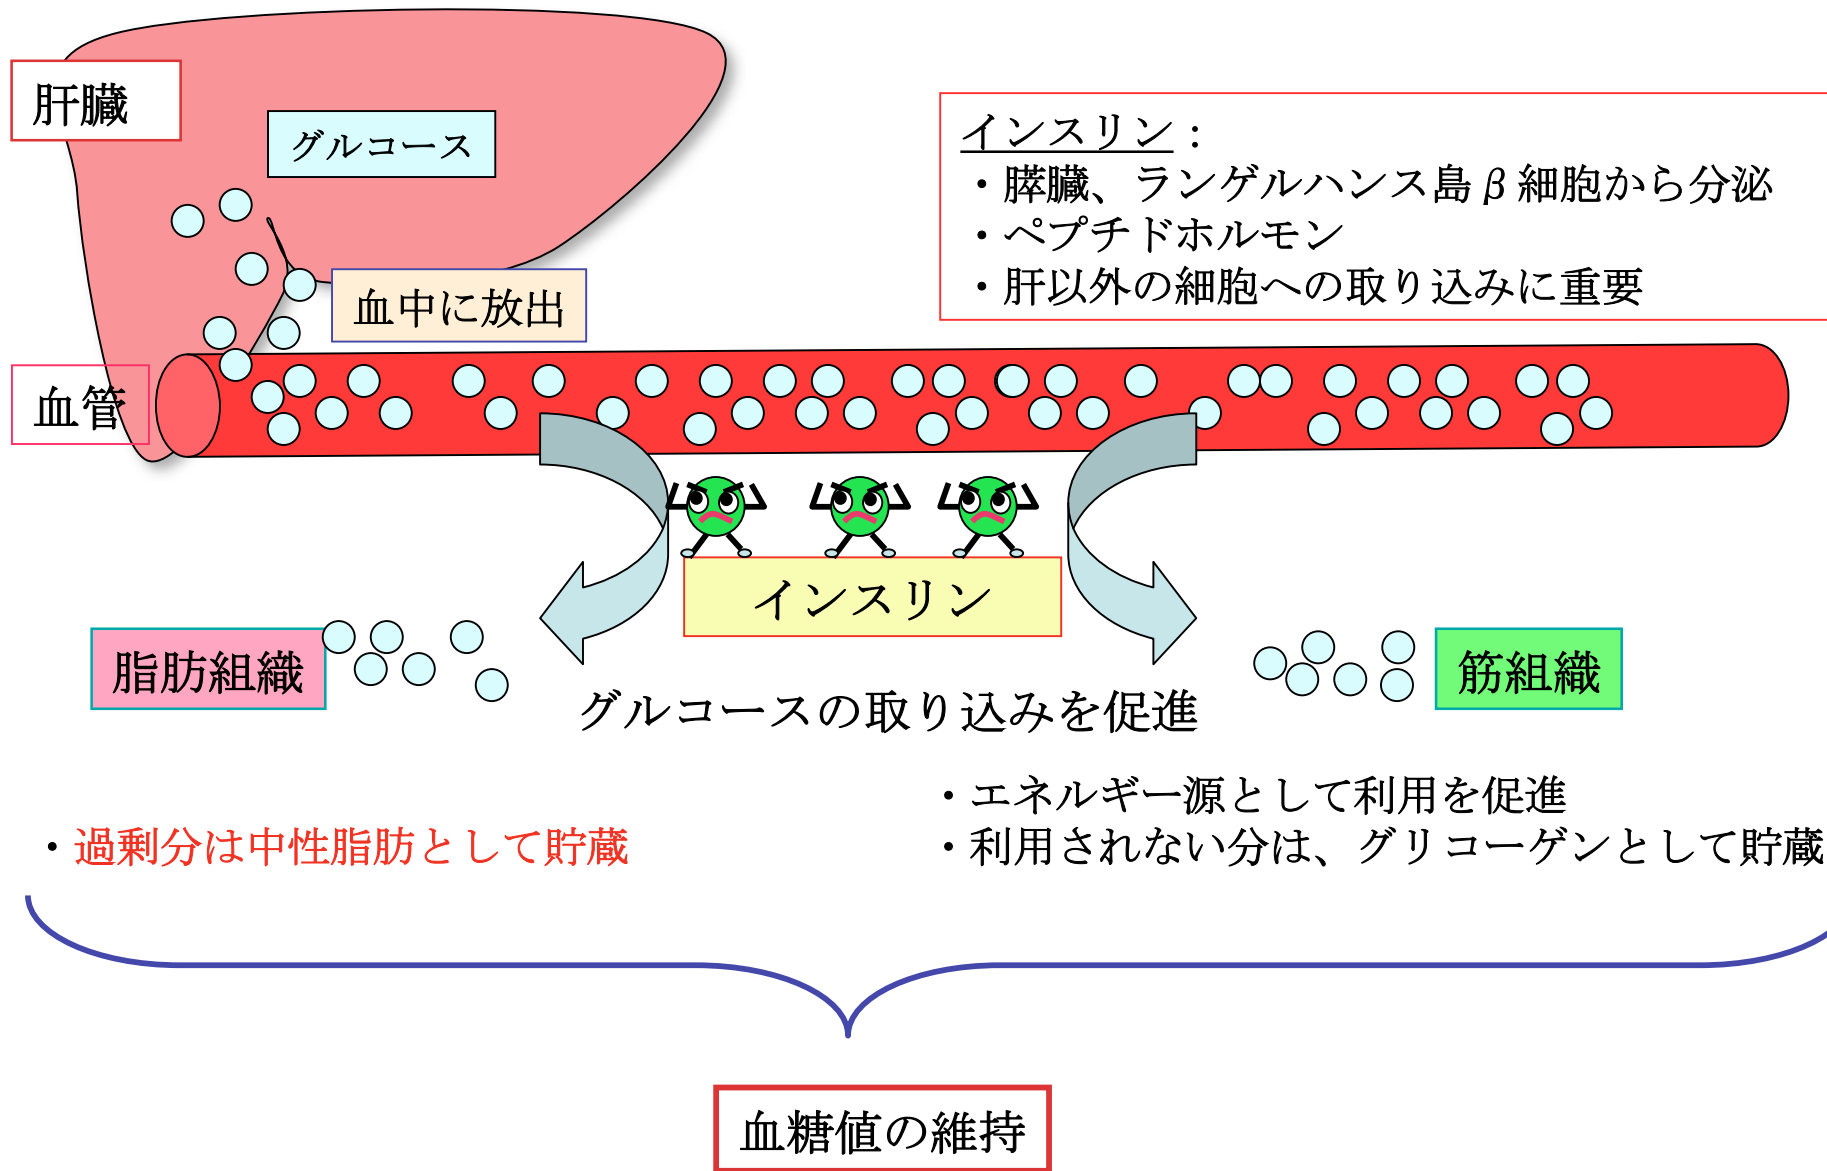 肝臓
グルコース
インスリン：
・膵臓、ランゲルハンス島β細胞から分泌
・ペプチドホルモン
・肝以外の細胞への取り込みに重要
血中に放出
血管
インスリン
脂肪組織
筋組織
グルコースの取り込みを促進
・エネルギー源として利用を促進
・過剰分は中性脂肪として貯蔵
・利用されない分は、グリコーゲンとして貯蔵
血糖値の維持